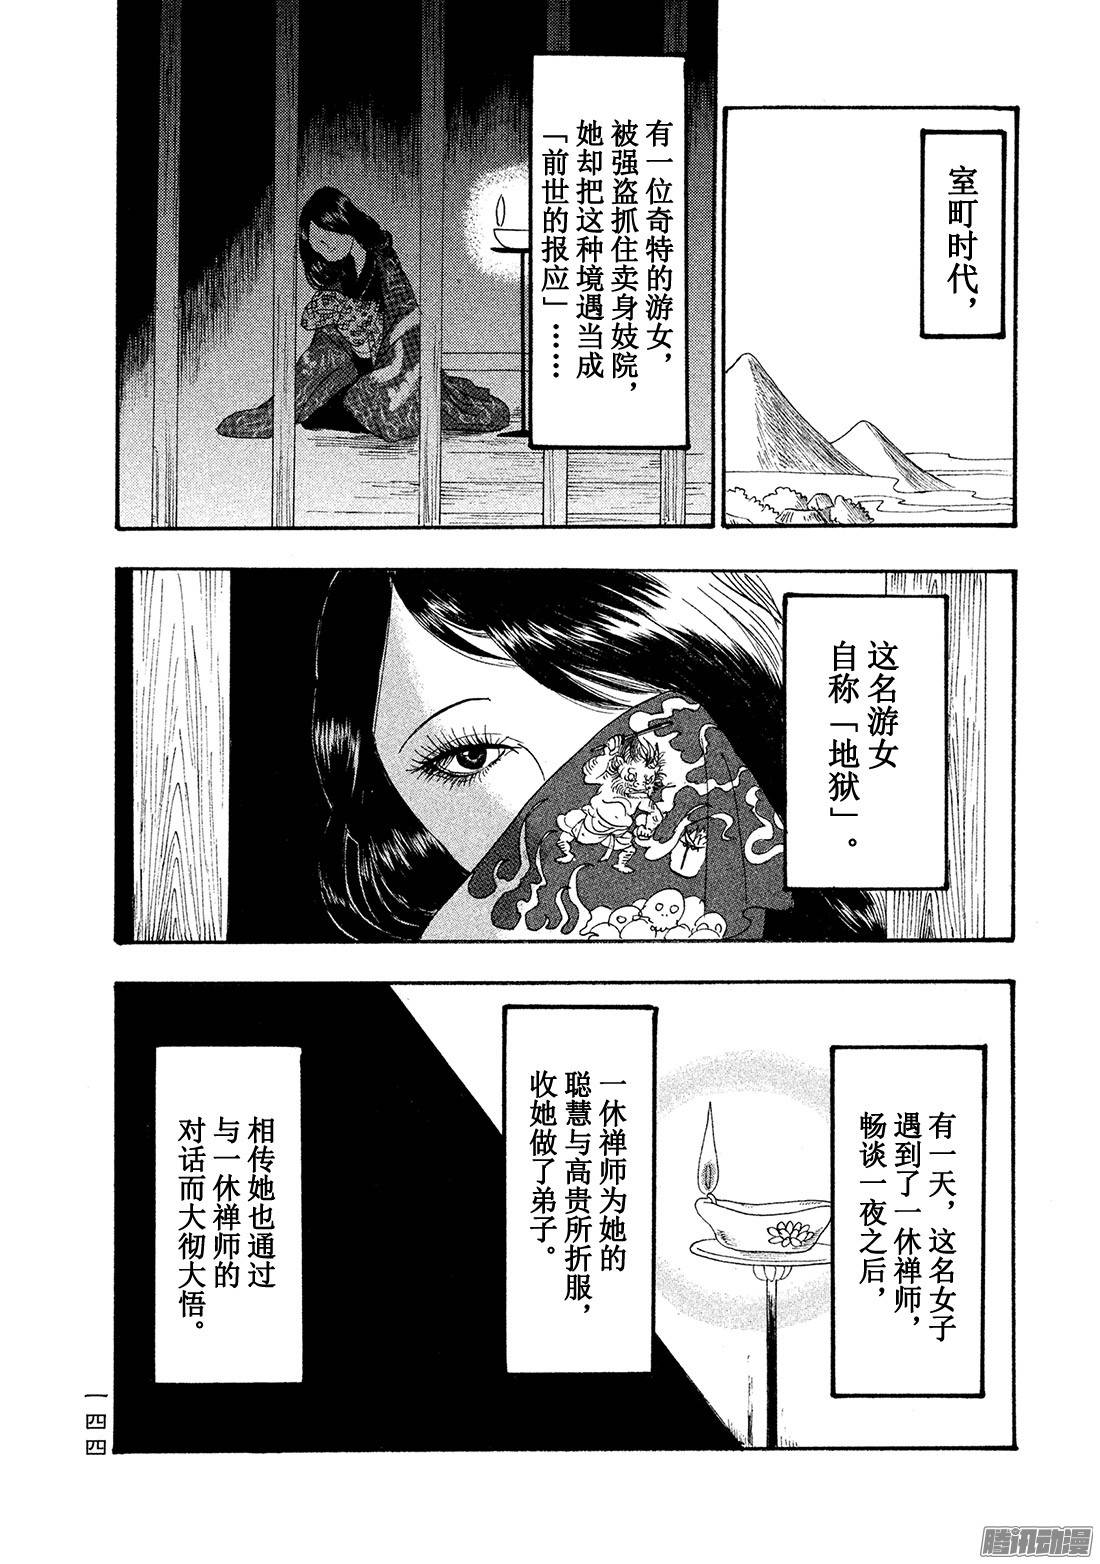 室町时代，
有一位奇特的游女，
被强盗抓住卖身妓院，
她却把这种境遇当成
「前世的报应」……
这名游女
自称「地狱」。
有一天，这名女子
遇到了一休禅师，
畅谈一夜之后，
一休禅师为她的
聪慧与高贵所折服，
收她做了弟子。
相传她也通过
与一休禅师的
对话而大彻大悟。
一四四
腾讯动漫